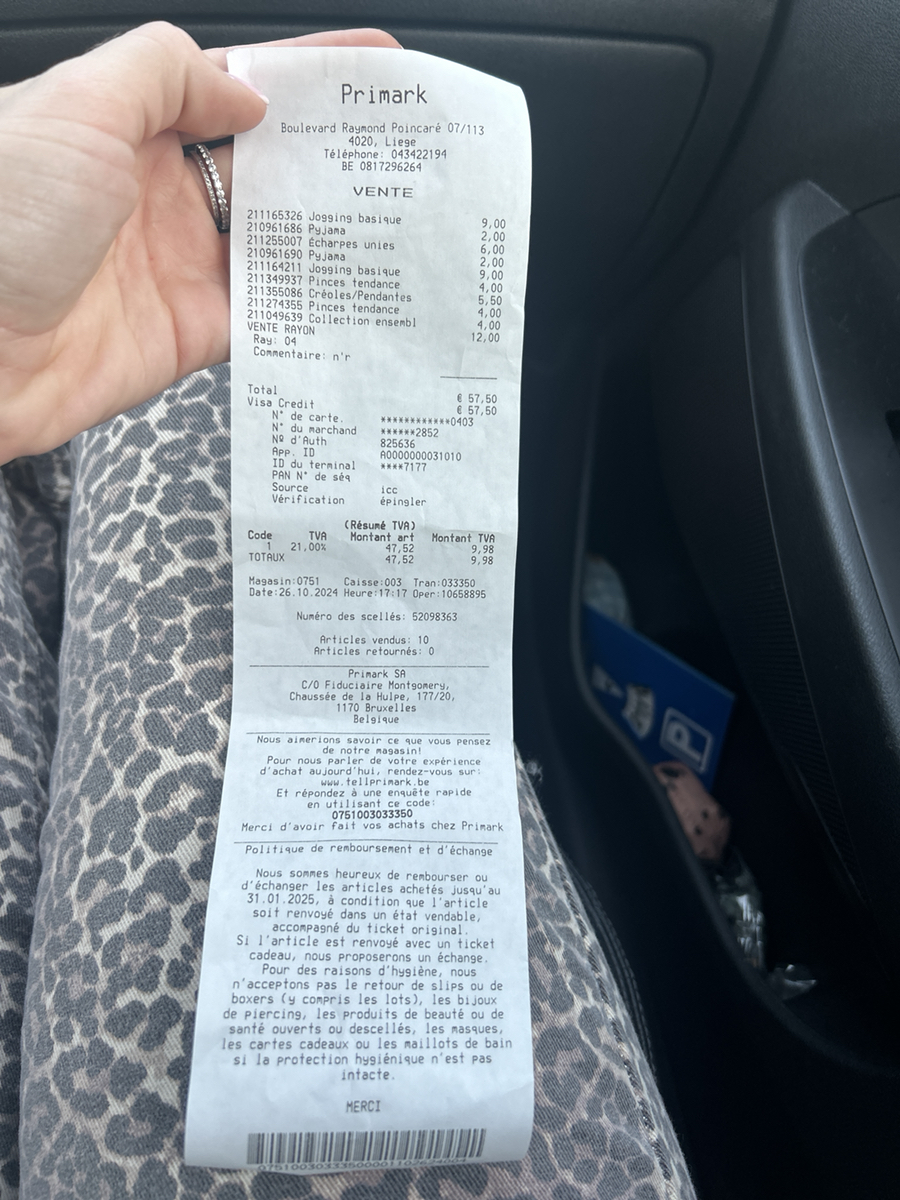 Primark
Boulevard Raymond Poincaré 07/113
4020, Liege
Téléphone: 043422194
BE 0817296264
VENTE
211165326 Jogging basique 9,00
210961686 Pyjama 2,00
211255007 Écharpes unies 6,00
210961690 Pyjama 2,00
211164211 Jogging basique 9,00
211349937 Pinces tendance 4,00
211355086 Créoles/Pendantes 5,50
211274355 Pinces tendance 4,00
211049639 Collection ensembl 4,00
VENTE RAYON 12,00
Ray: 04
Commentaire: n'r
Total € 57,50
Visa Credit € 57,50
N° de carte. ************0403
N° du marchand ******2852
Nº d'Auth 825636
App. ID A0000000031010
ID du terminal ****7177
PAN N° de séq
Source icc
Vérification épingler
(Résumé TVA)
Code TVA Montant art Montant TVA
1 21,00% 47,52 9,98
TOTAUX 47,52 9,98
Magasin:0751 Caisse:003 Tran:033350
Date:26.10.2024 Heure:17:17 Oper:10658895
Numéro des scellés: 52098363
Articles vendus: 10
Articles retournés: 0
Primark SA
C/O Fiduciaire Montgomery,
Chaussée de la Hulpe, 177/20,
1170 Bruxelles
Belgique
Nous aimerions savoir ce que vous pensez
de notre magasin!
Pour nous parler de votre expérience
d'achat aujourd'hui, rendez-vous sur:
www.tellprimark.be
Et répondez à une enquête rapide
en utilisant ce code:
0751003033350
Merci d'avoir fait vos achats chez Primark
Politique de remboursement et d'échange
Nous sommes heureux de rembourser ou
d'échanger les articles achetés jusqu'au
31.01.2025, à condition que l'article
soit renvoyé dans un état vendable,
accompagné du ticket original.
Si l'article est renvoyé avec un ticket
cadeau, nous proposerons un échange.
Pour des raisons d'hygiène, nous
n'acceptons pas le retour de slips ou de
boxers (y compris les lots), les bijoux
de piercing, les produits de beauté ou de
santé ouverts ou descellés, les masques,
les cartes cadeaux ou les maillots de bain
si la protection hygiénique n'est pas
intacte.
MERCI
P